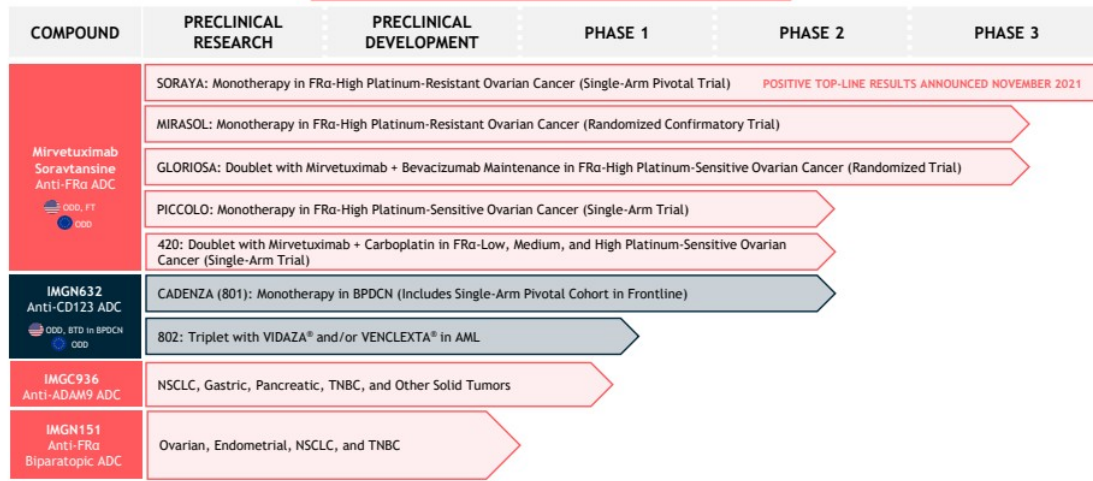 COMPOUND
PRECLINICAL
RESEARCH
PRECLINICAL
DEVELOPMENT
PHASE 1
PHASE 2
PHASE 3
Mirvetuximab
Soravtansine
Anti-FRα ADC
ODD, FT
ODD
SORAYA: Monotherapy in FRα-High Platinum-Resistant Ovarian Cancer (Single-Arm Pivotal Trial)
POSITIVE TOP-LINE RESULTS ANNOUNCED NOVEMBER 2021
MIRASOL: Monotherapy in FRα-High Platinum-Resistant Ovarian Cancer (Randomized Confirmatory Trial)
GLORIOSA: Doublet with Mirvetuximab + Bevacizumab Maintenance in FRα-High Platinum-Sensitive Ovarian Cancer (Randomized Trial)
PICCOLO: Monotherapy in FRα-High Platinum-Sensitive Ovarian Cancer (Single-Arm Trial)
420: Doublet with Mirvetuximab + Carboplatin in FRα-Low, Medium, and High Platinum-Sensitive Ovarian
Cancer (Single-Arm Trial)
IMGN632
Anti-CD123 ADC
ODD, BTD in BPDCN
ODD
CADENZA (801): Monotherapy in BPDCN (Includes Single-Arm Pivotal Cohort in Frontline)
802: Triplet with VIDAZA® and/or VENCLEXTA® in AML
IMGC936
Anti-ADAM9 ADC
NSCLC, Gastric, Pancreatic, TNBC, and Other Solid Tumors
IMGN151
Anti-FRα
Biparatopic ADC
Ovarian, Endometrial, NSCLC, and TNBC